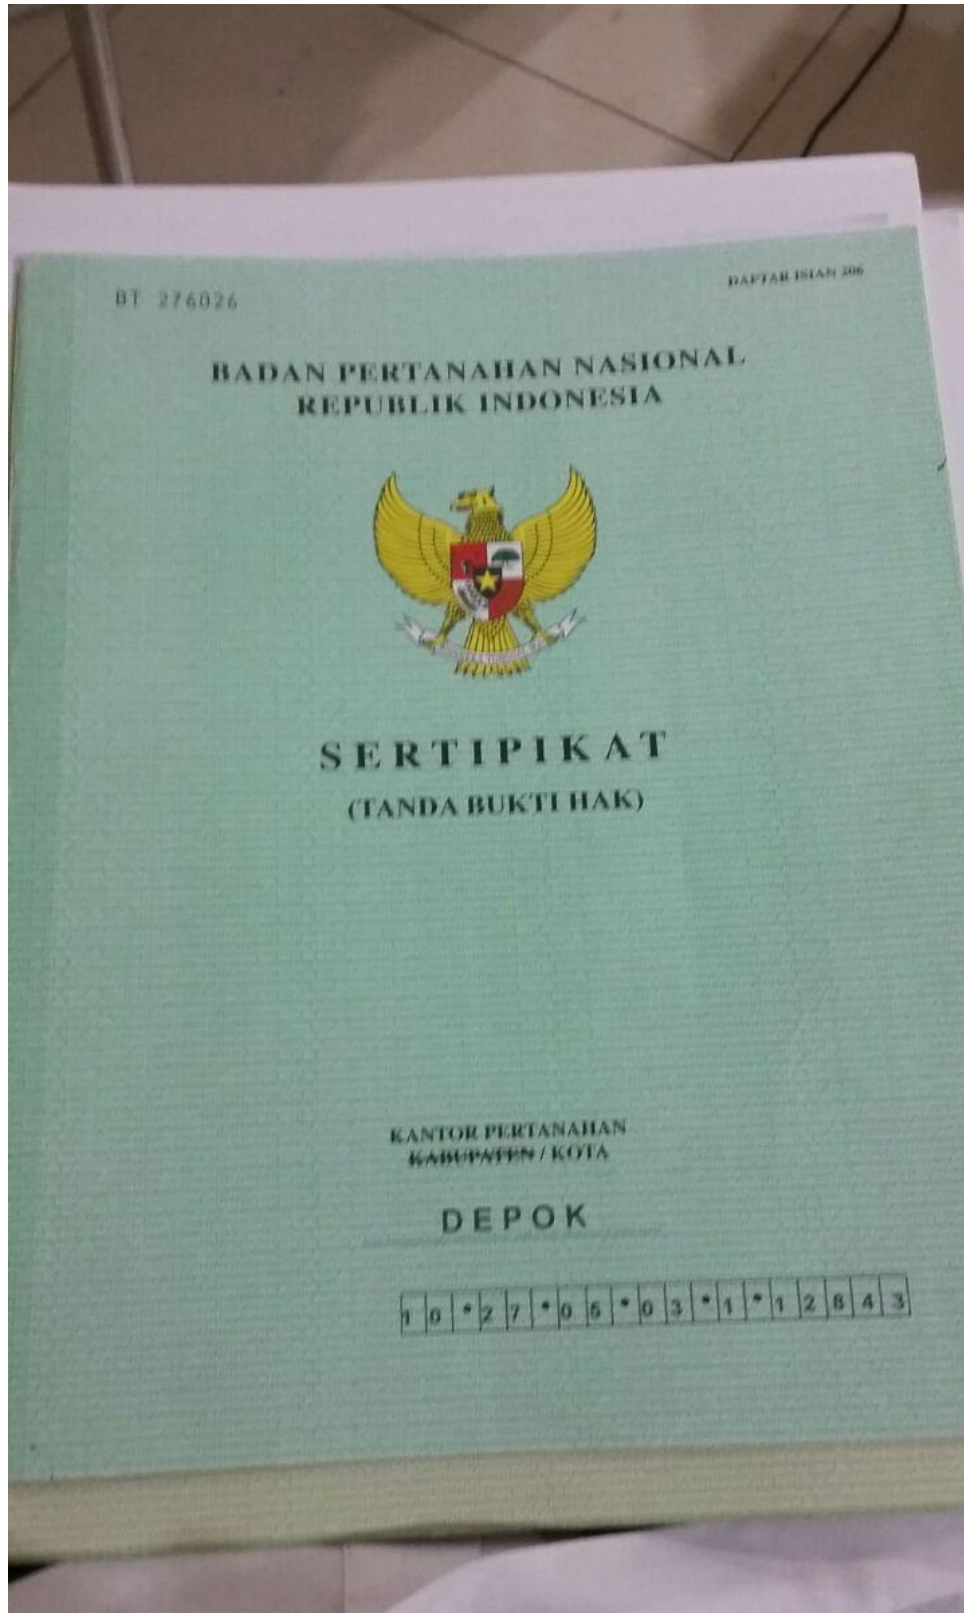 BT 276026
DAFTAR ISIAN 206
BADAN PERTANAHAN NASIONAL
REPUBLIK INDONESIA
SERTIPIKAT
(TANDA BUKTI HAK)
KANTOR PERTANAHAN
KABUPATEN / KOTA
DEPOK
10*27*05*03*1*12843